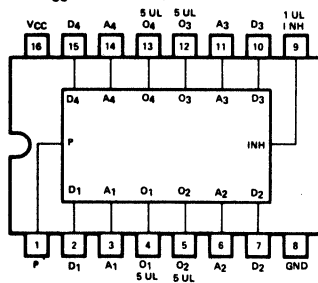 5 UL 5 UL 1 UL
VCC D4 A4 O4 O3 A3 D3 INH
16 15 14 13 12 11 10 9
D4 A4 O4 O3 A3 D3
P INH
D1 A1 O1 O2 A2 D2
1 2 3 4 5 6 7 8
P D1 A1 O1 O2 A2 D2 GND
5 UL 5 UL